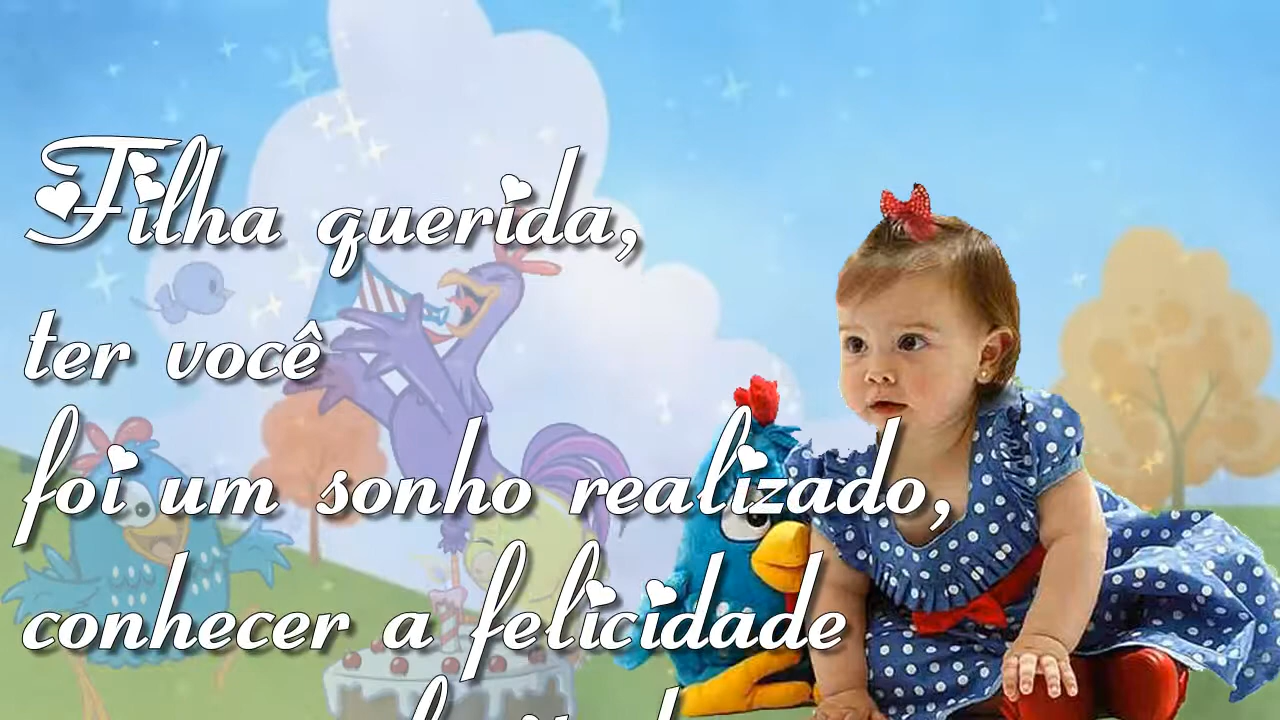 Filha querida,
ter você
foi um sonho realizado,
conhecer a felicidade